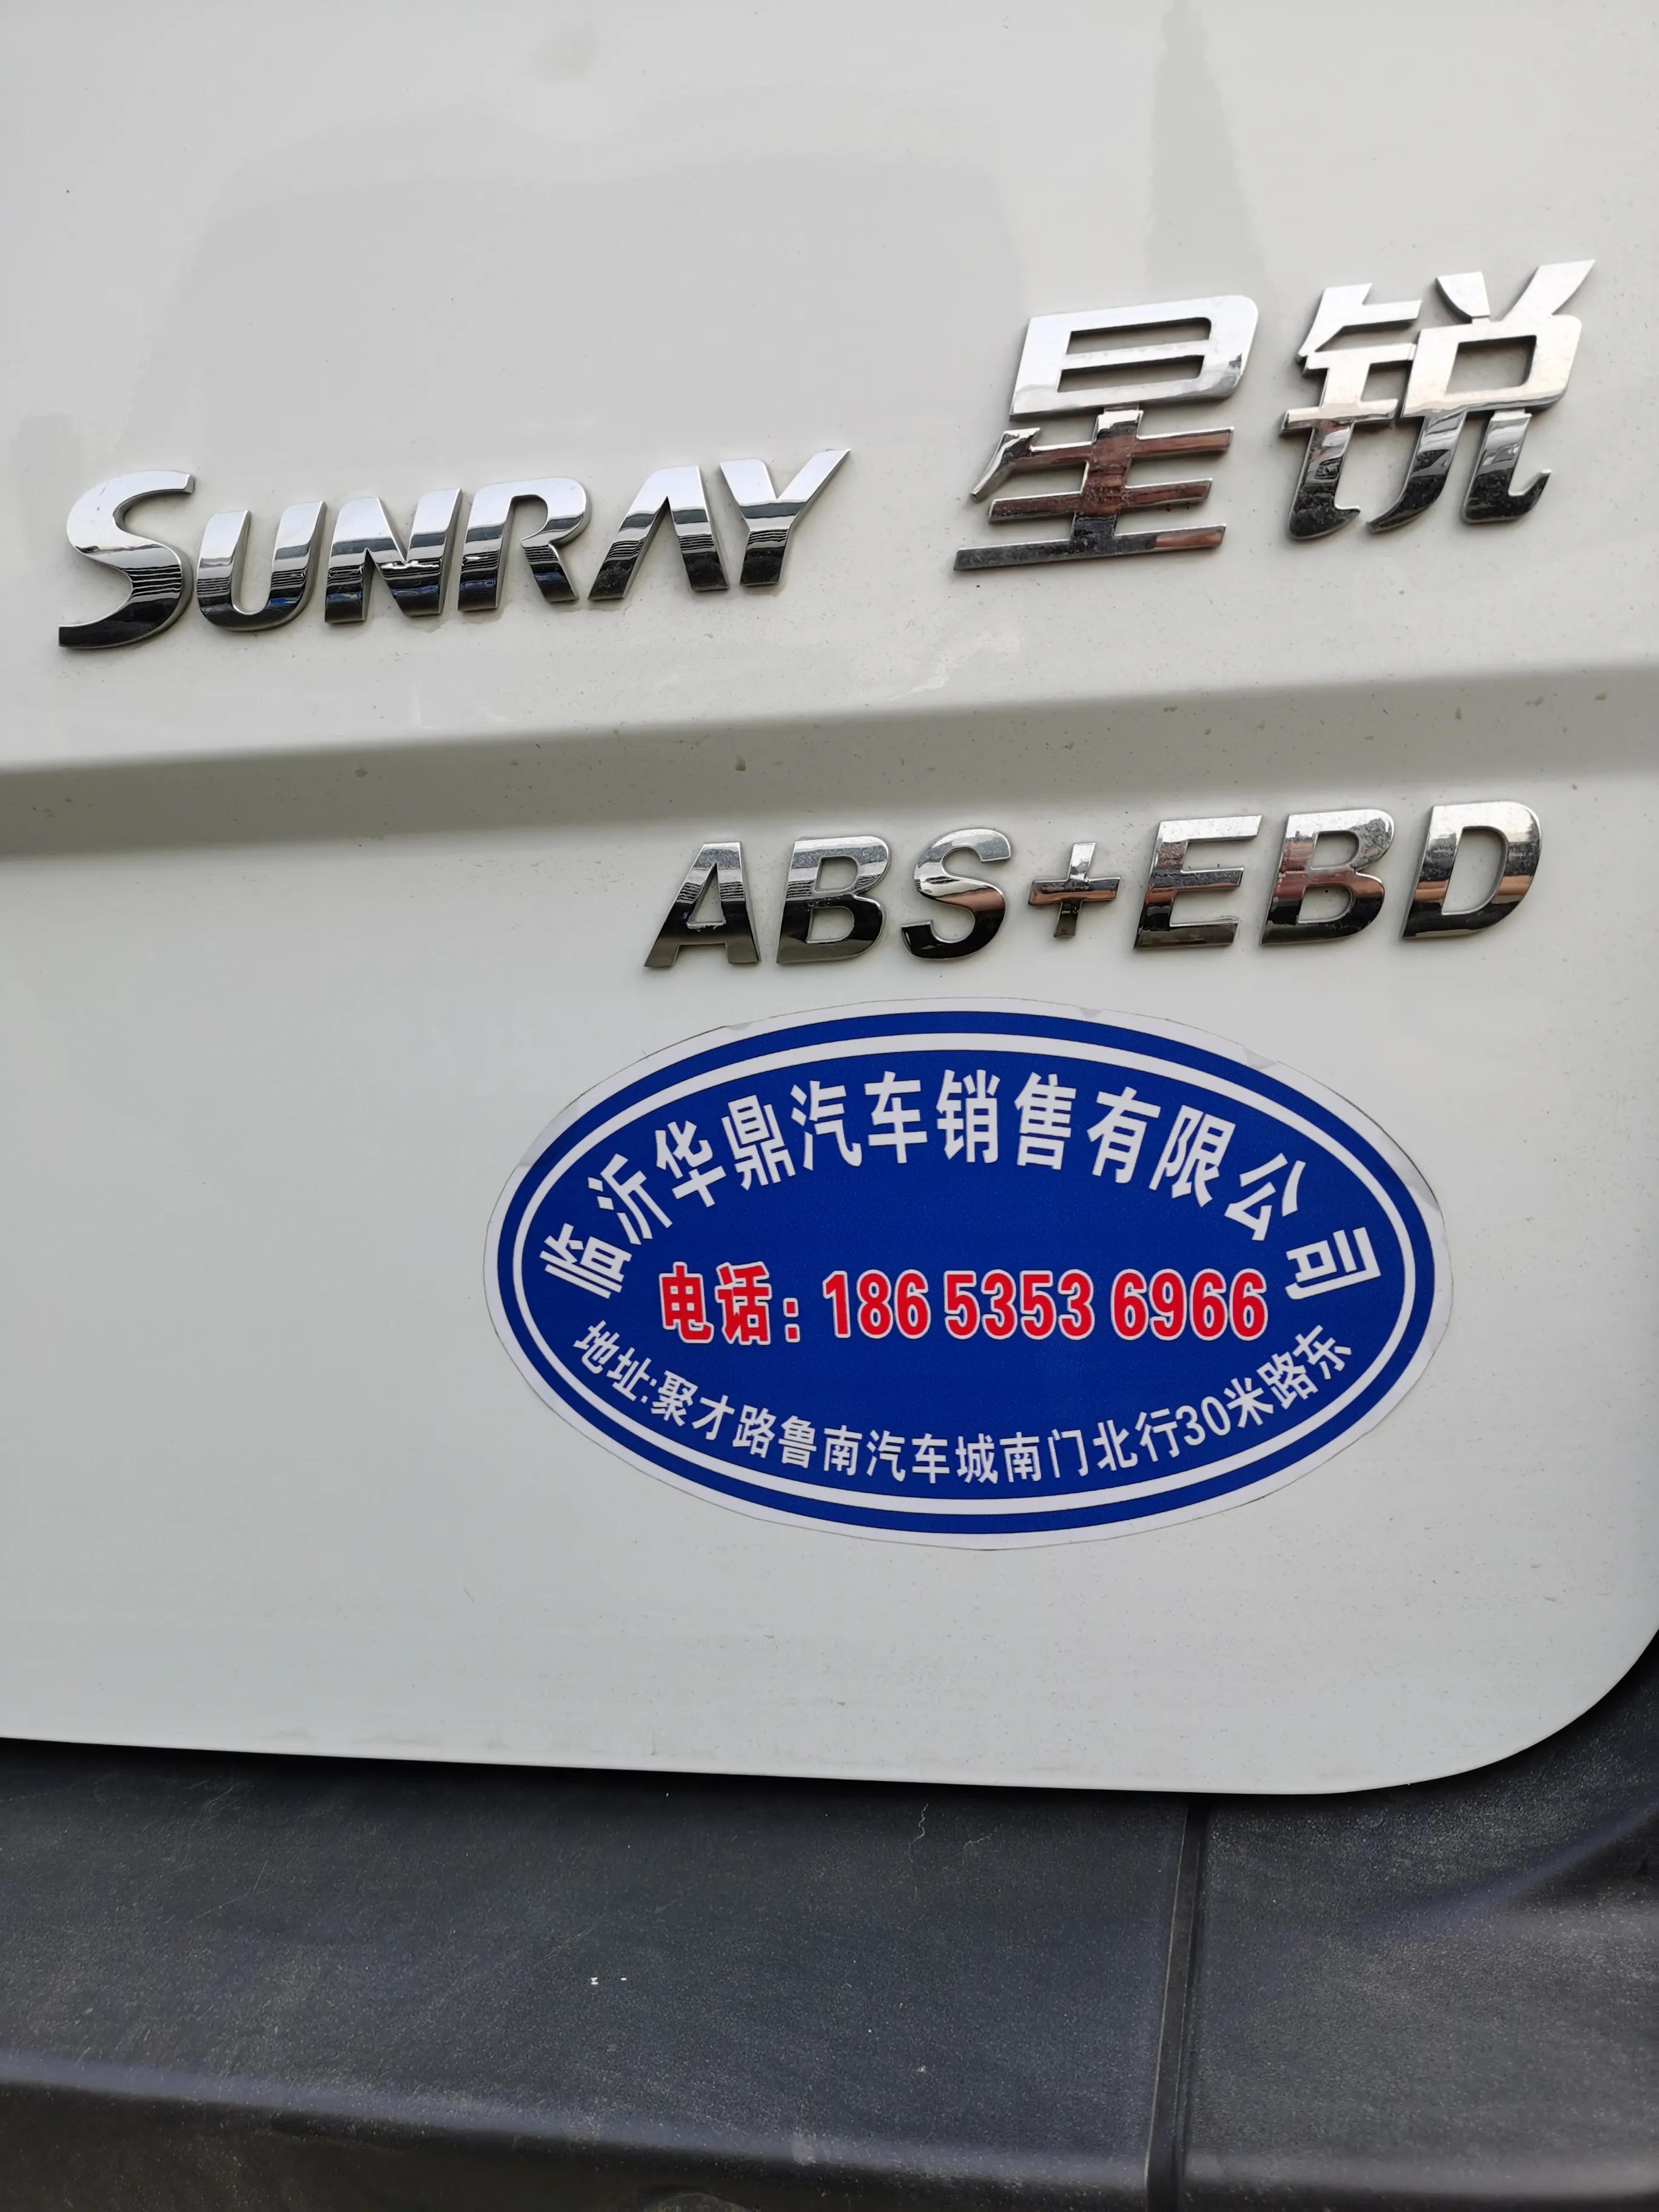 SUNRAY 星锐
ABS+EBD
临沂华鼎汽车销售有限公司
电话：186 5353 6966
地址:聚才路鲁南汽车城南门北行30米路东